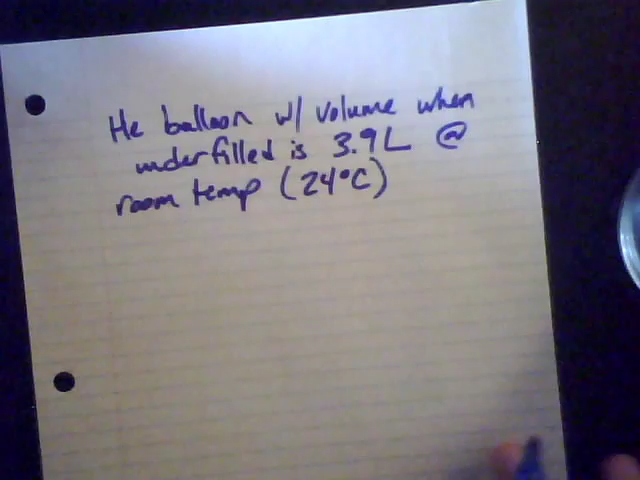 He balloon w/ volume when
underfilled is 3.9L @
room temp (24°C)